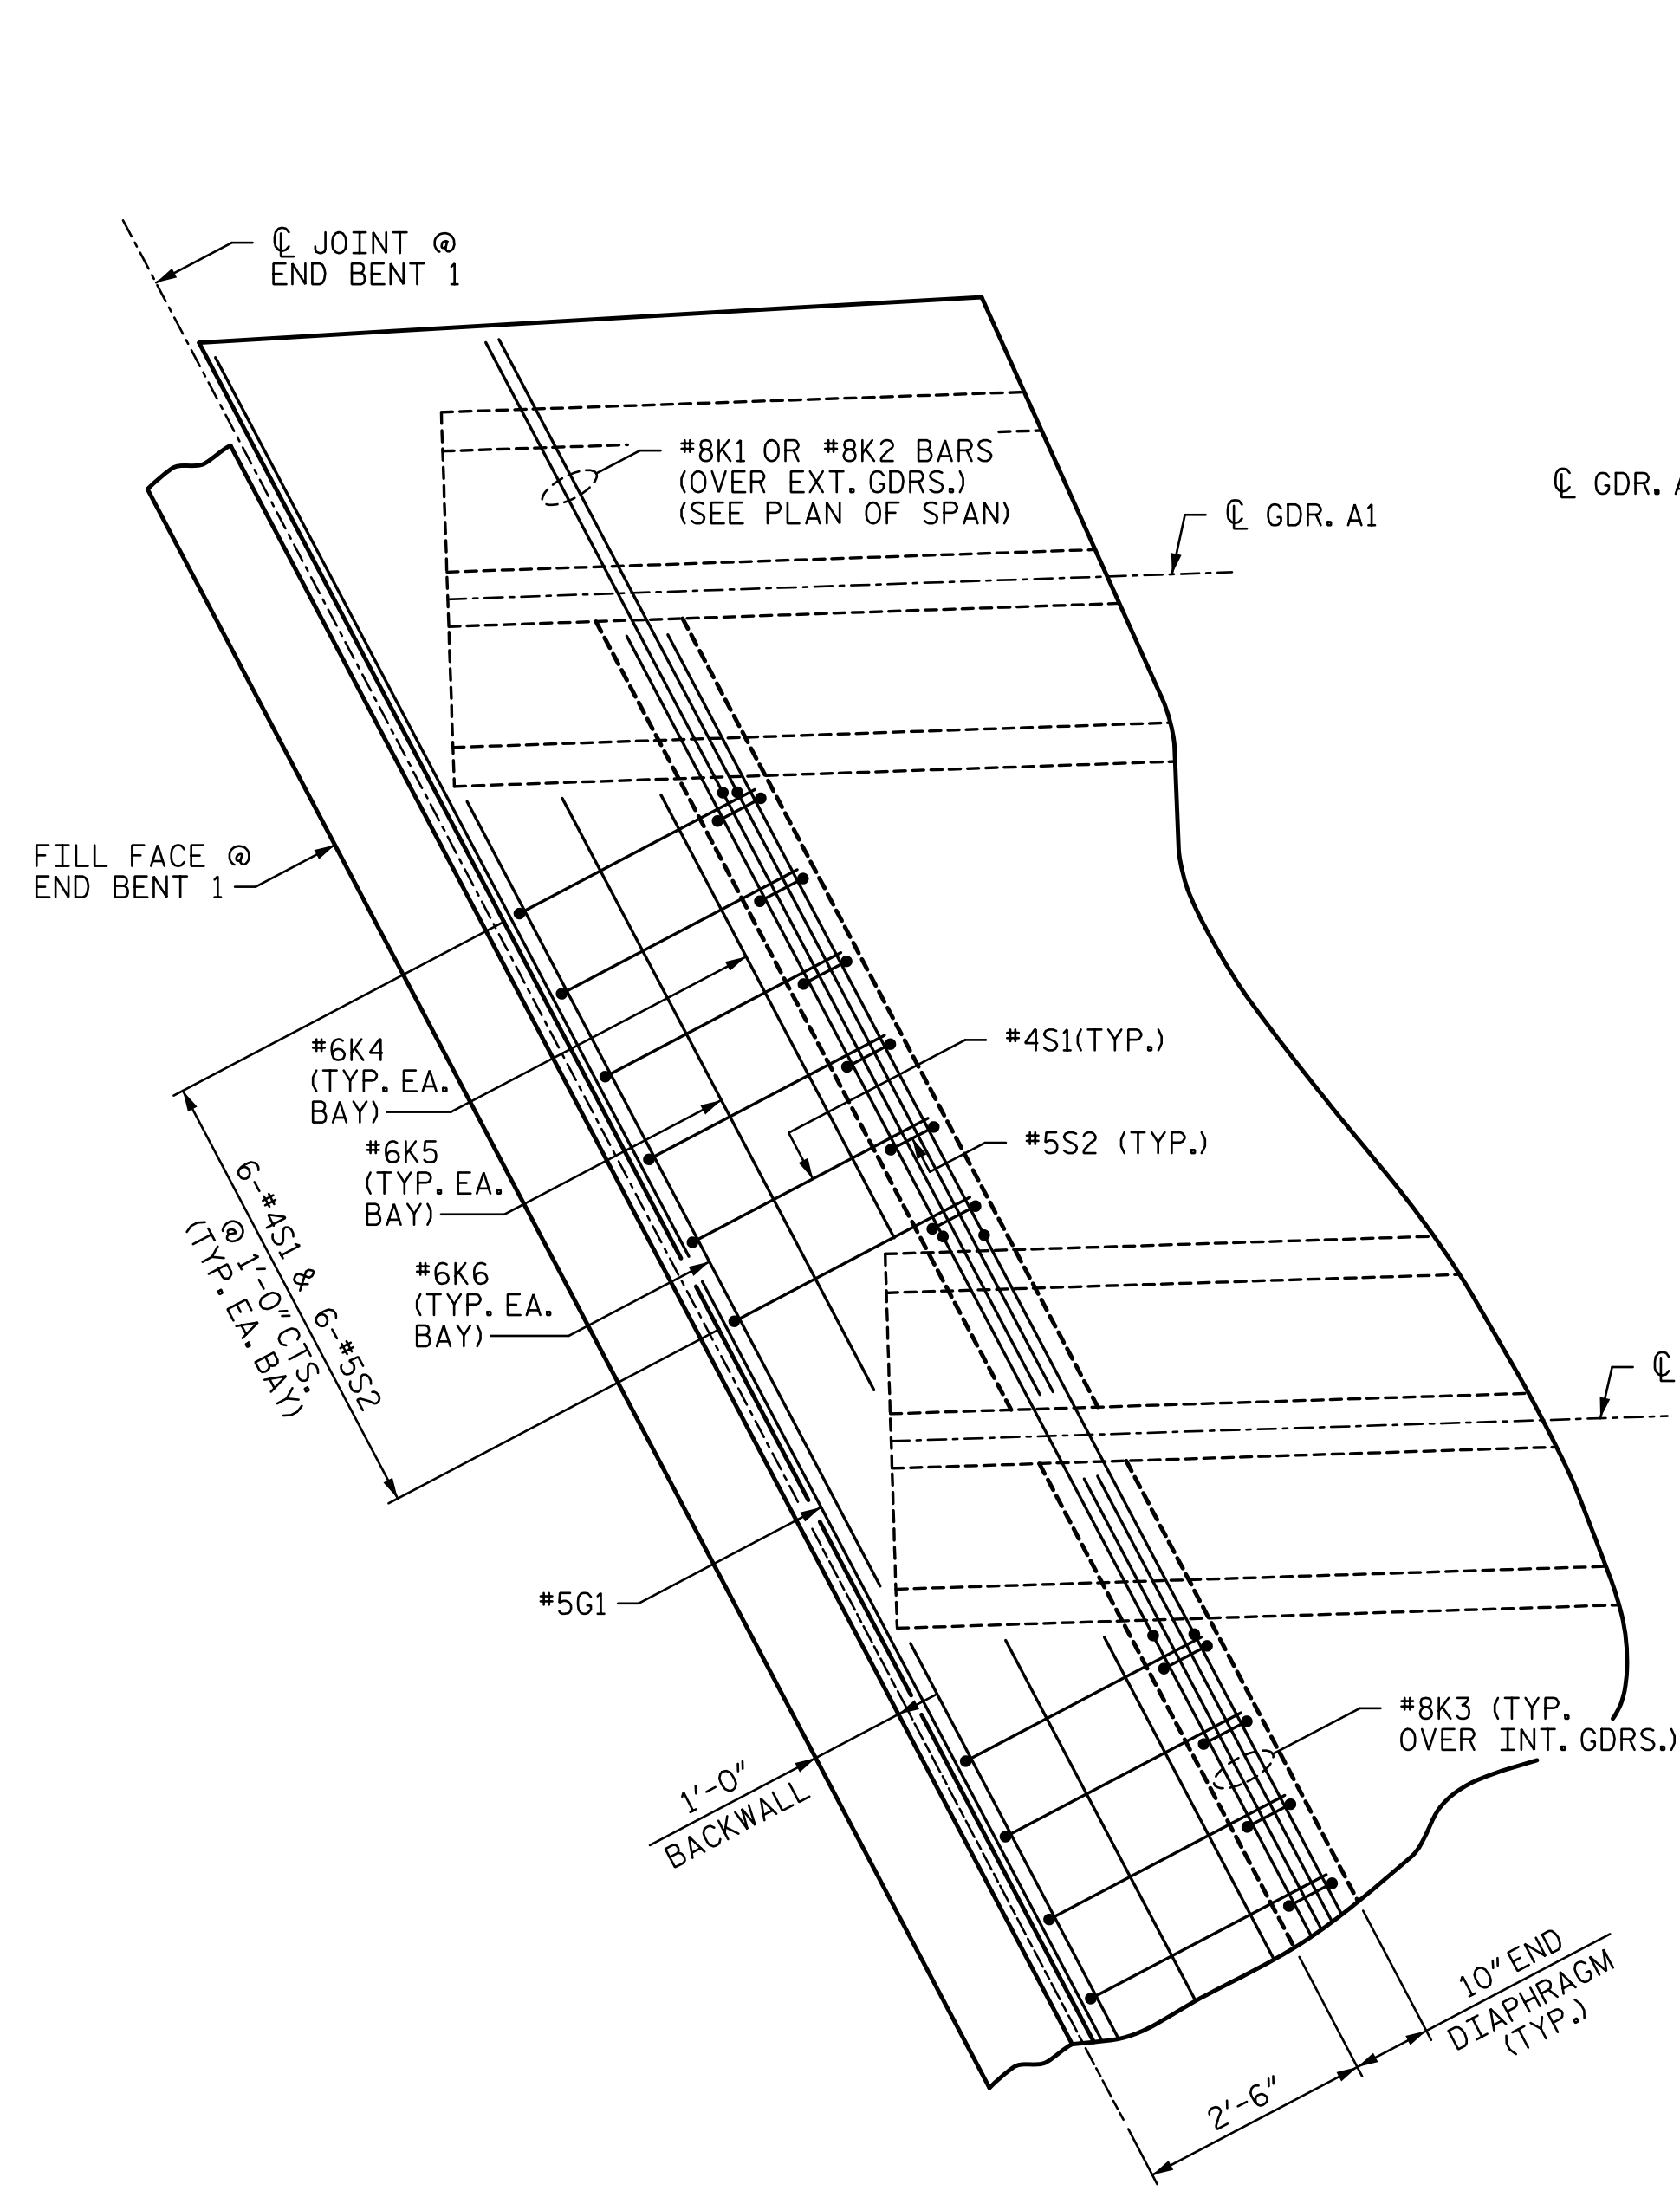 ℄ JOINT @
END BENT 1
#8K1 OR #8K2 BARS
(OVER EXT. GDRS.)
(SEE PLAN OF SPAN)
℄ GDR. A1
℄ GDR. A
FILL FACE @
END BENT 1
#6K4
(TYP. EA.
BAY)
#4S1(TYP.)
#6K5
(TYP. EA.
BAY)
#5S2 (TYP.)
6-#4S1 & 6-#5S2
@ 1'-0" CTS.
(TYP. EA. BAY)
#6K6
(TYP. EA.
BAY)
℄
#5G1
1'-0"
BACKWALL
#8K3 (TYP.
OVER INT. GDRS.)
10" END
DIAPHRAGM
(TYP.)
2'-6"